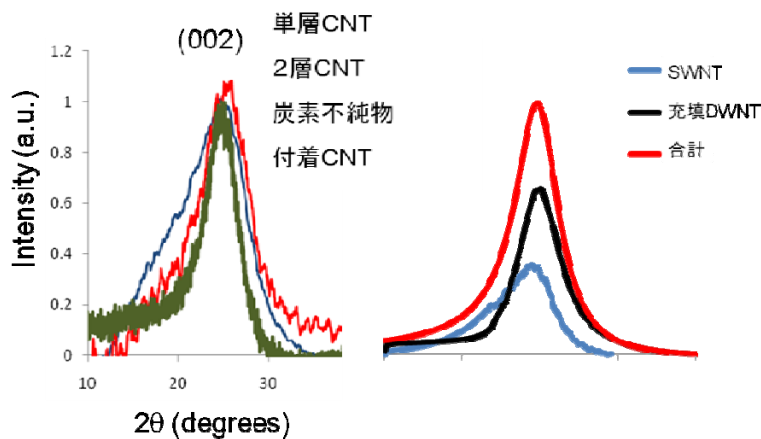 (002)
単層CNT
2層CNT
炭素不純物
付着CNT
1.2
1
0.8
0.6
0.4
0.2
0
Intensity (a.u.)
10
20
30
2θ (degrees)
SWNT
充填DWNT
合計